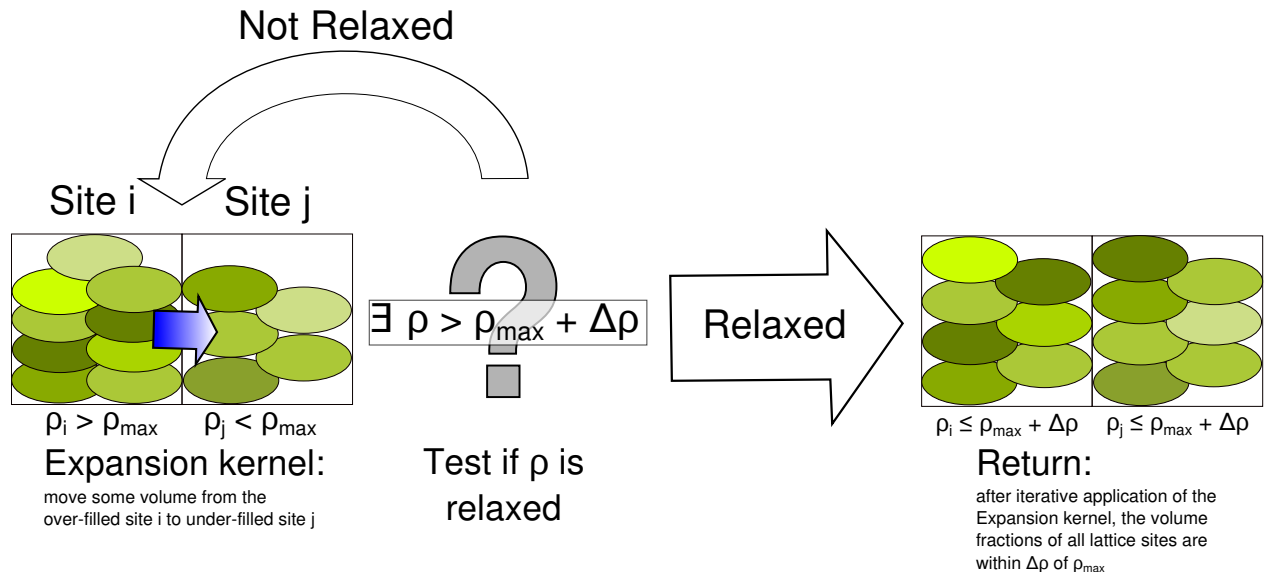 Not Relaxed
Site i
Site j
ρi > ρmax
ρj < ρmax
Expansion kernel:
move some volume from the
over-filled site i to under-filled site j
?
∃ ρ > ρmax + Δρ
Test if ρ is
relaxed
Relaxed
ρi ≤ ρmax + Δρ
ρj ≤ ρmax + Δρ
Return:
after iterative application of the
Expansion kernel, the volume
fractions of all lattice sites are
within Δρ of ρmax